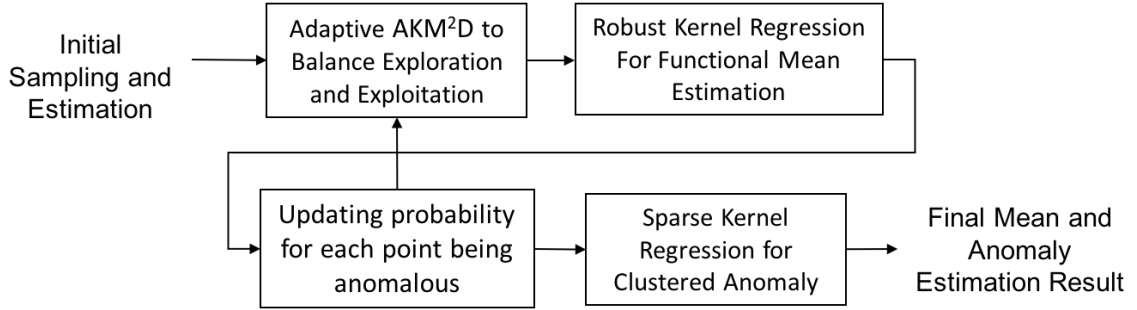 Initial
Sampling and
Estimation
Adaptive AKM²D to
Balance Exploration
and Exploitation
Robust Kernel Regression
For Functional Mean
Estimation
Updating probability
for each point being
anomalous
Sparse Kernel
Regression for
Clustered Anomaly
Final Mean and
Anomaly
Estimation Result